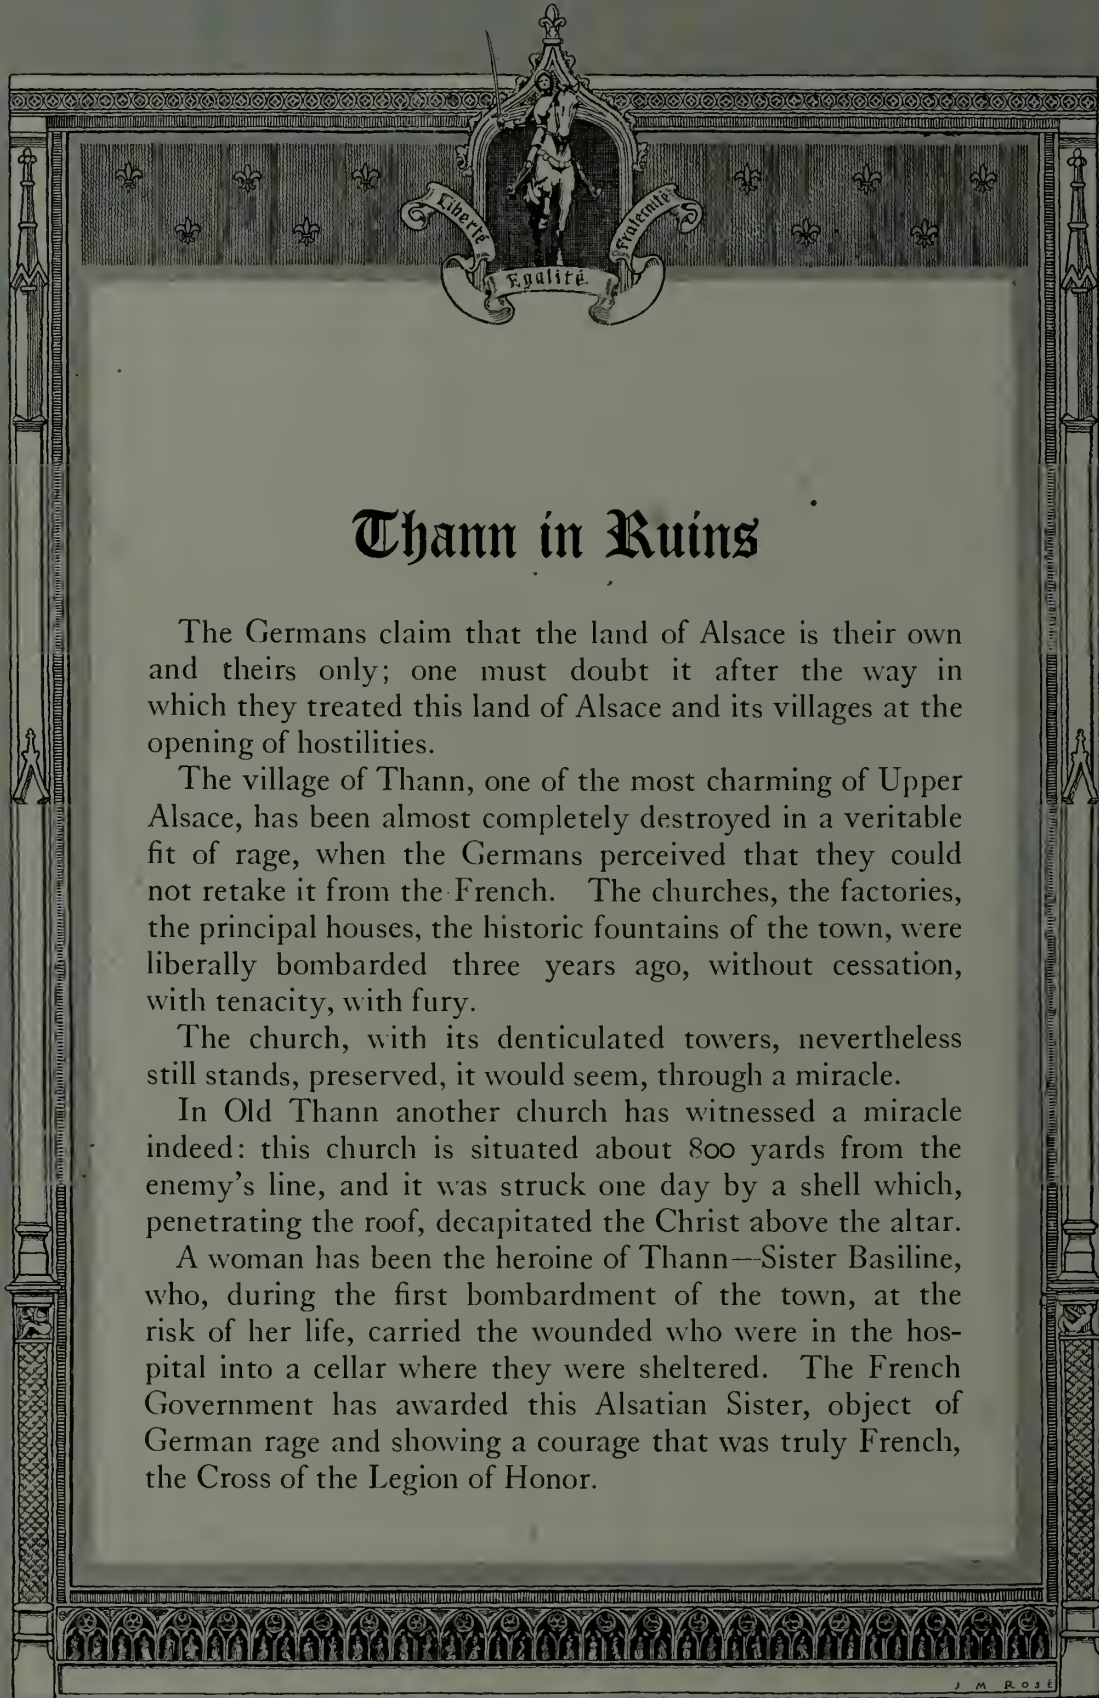 Liberté
Fraternité
Egalité
Thann in Ruins
The Germans claim that the land of Alsace is their own
and theirs only; one must doubt it after the way in
which they treated this land of Alsace and its villages at the
opening of hostilities.
The village of Thann, one of the most charming of Upper
Alsace, has been almost completely destroyed in a veritable
fit of rage, when the Germans perceived that they could
not retake it from the French. The churches, the factories,
the principal houses, the historic fountains of the town, were
liberally bombarded three years ago, without cessation,
with tenacity, with fury.
The church, with its denticulated towers, nevertheless
still stands, preserved, it would seem, through a miracle.
In Old Thann another church has witnessed a miracle
indeed: this church is situated about 800 yards from the
enemy's line, and it was struck one day by a shell which,
penetrating the roof, decapitated the Christ above the altar.
A woman has been the heroine of Thann—Sister Basiline,
who, during the first bombardment of the town, at the
risk of her life, carried the wounded who were in the hos-
pital into a cellar where they were sheltered. The French
Government has awarded this Alsatian Sister, object of
German rage and showing a courage that was truly French,
the Cross of the Legion of Honor.
J M ROSÉ